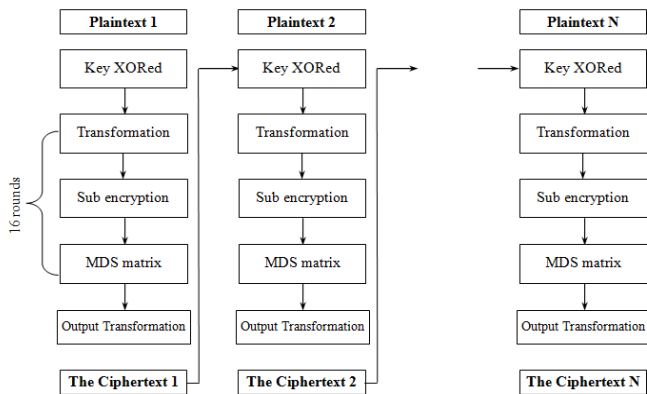 Plaintext 1
Plaintext 2
Plaintext N
Key XORed
Key XORed
Key XORed
Transformation
Transformation
Transformation
16 rounds
Sub encryption
Sub encryption
Sub encryption
MDS matrix
MDS matrix
MDS matrix
Output Transformation
Output Transformation
Output Transformation
The Ciphertext 1
The Ciphertext 2
The Ciphertext N